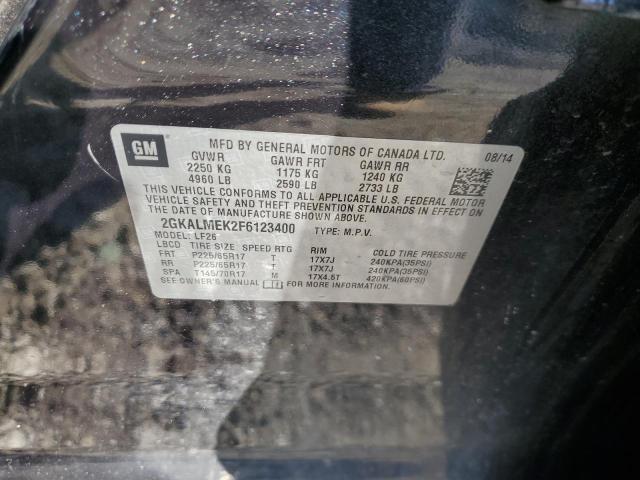 GM
MFD BY GENERAL MOTORS OF CANADA LTD. 08/14
GVWR GAWR FRT GAWR RR
2250 KG 1175 KG 1240 KG
4960 LB 2590 LB 2733 LB
THIS VEHICLE CONFORMS TO ALL APPLICABLE U.S. FEDERAL MOTOR
VEHICLE SAFETY AND THEFT PREVENTION STANDARDS IN EFFECT ON THE
DATE OF MANUFACTURE SHOWN ABOVE.
2GKALMEK2F6123400 TYPE: M.P.V.
MODEL: LF26
LBCD TIRE SIZE SPEED RTG RIM COLD TIRE PRESSURE
FRT P225/65R17 T 17X7J 240KPA(35PSI)
RR P225/65R17 T 17X7J 240KPA(35PSI)
SPA T145/70R17 M 17X4.5T 420KPA(60PSI)
SEE OWNER'S MANUAL FOR MORE INFORMATION.